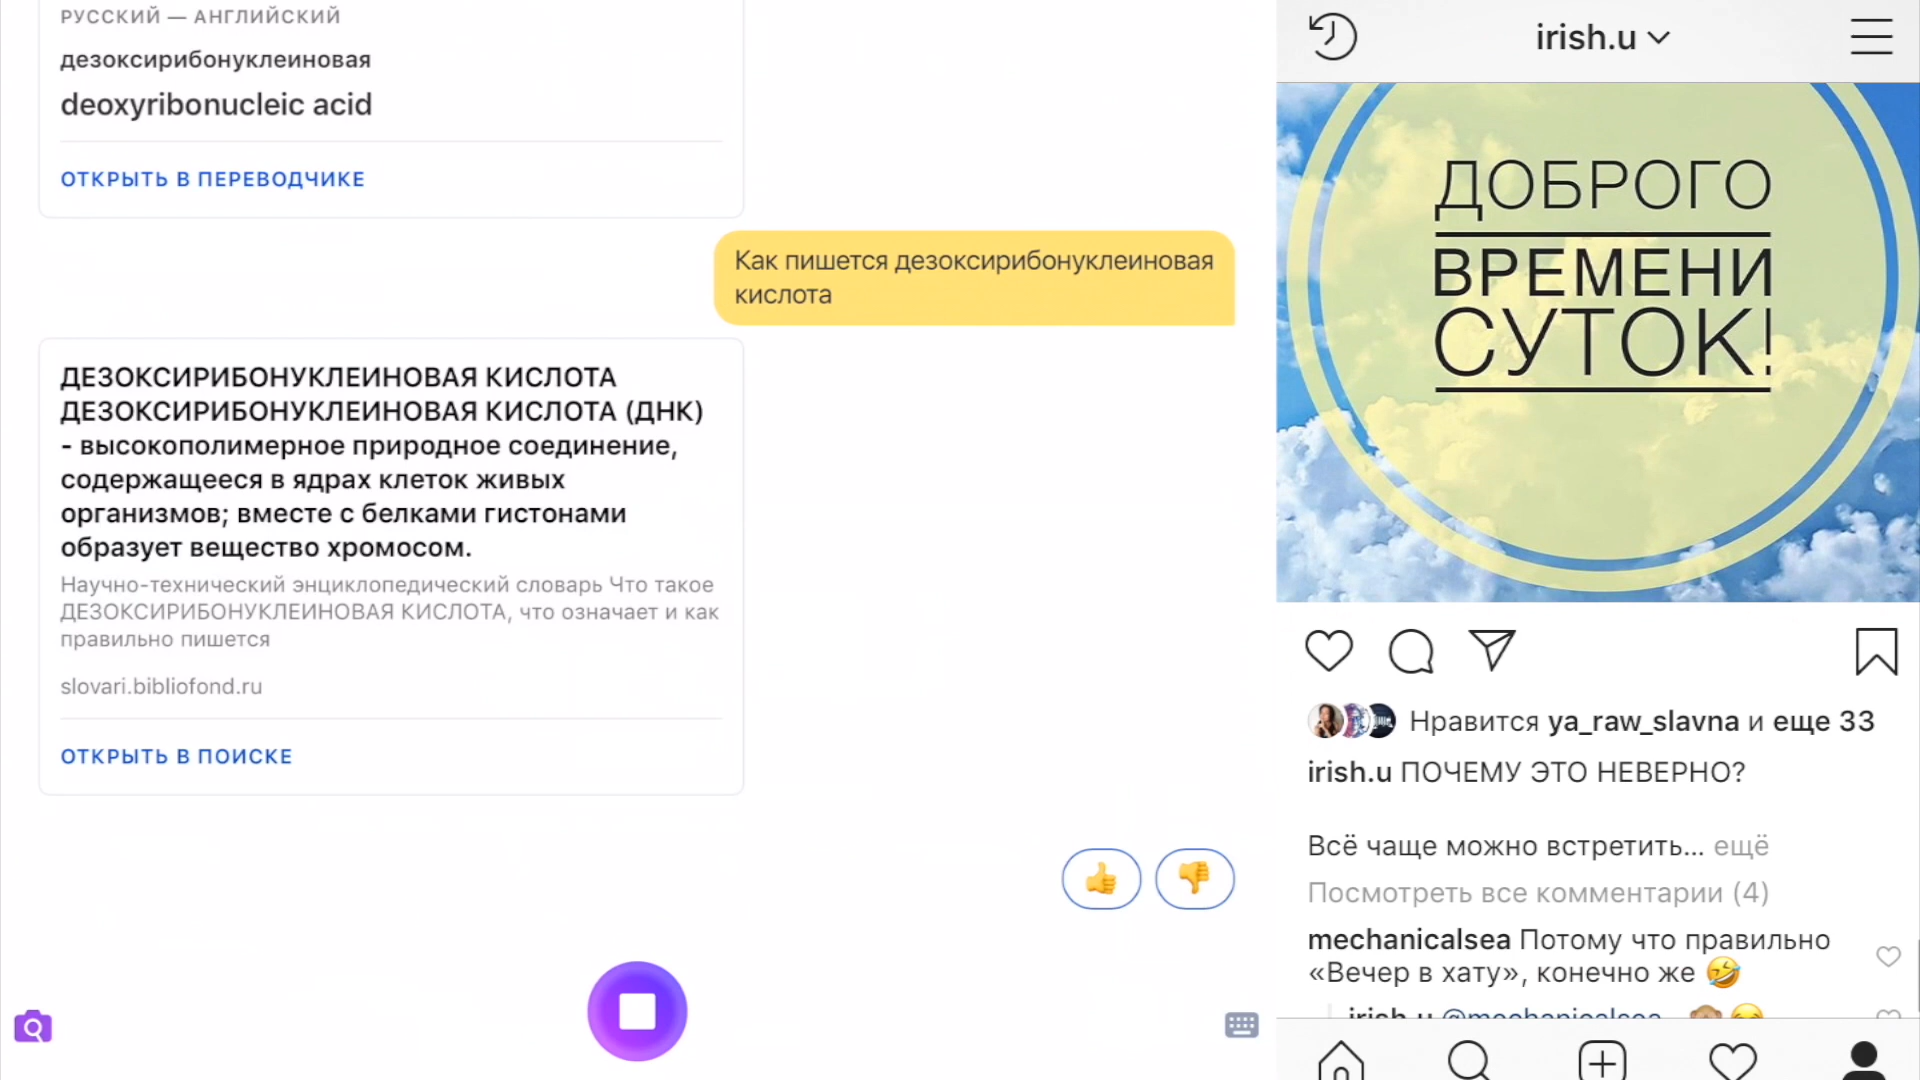 РУССКИЙ — АНГЛИЙСКИЙ
дезоксирибонуклеиновая
deoxyribonucleic acid
ОТКРЫТЬ В ПЕРЕВОДЧИКЕ
Как пишется дезоксирибонуклеиновая
кислота
ДЕЗОКСИРИБОНУКЛЕИНОВАЯ КИСЛОТА
ДЕЗОКСИРИБОНУКЛЕИНОВАЯ КИСЛОТА (ДНК)
- высокополимерное природное соединение,
содержащееся в ядрах клеток живых
организмов; вместе с белками гистонами
образует вещество хромосом.
Научно-технический энциклопедический словарь Что такое
ДЕЗОКСИРИБОНУКЛЕИНОВАЯ КИСЛОТА, что означает и как
правильно пишется
slovari.bibliofond.ru
ОТКРЫТЬ В ПОИСКЕ
irish.u
ДОБРОГО
ВРЕМЕНИ
СУТОК!
Нравится ya_raw_slavna и еще 33
irish.u ПОЧЕМУ ЭТО НЕВЕРНО?
Всё чаще можно встретить... ещё
Посмотреть все комментарии (4)
mechanicalsea Потому что правильно
«Вечер в хату», конечно же 🤣
irish.u @mechanicalsea